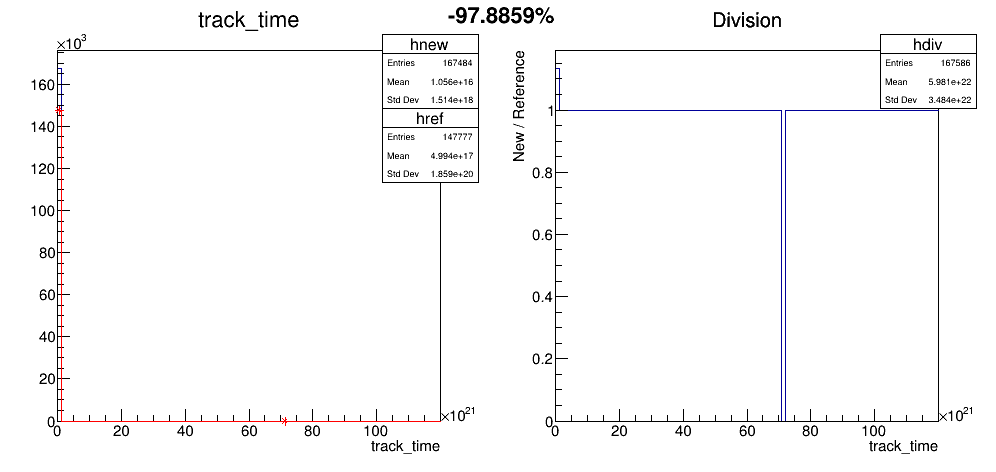 -97.8859%
track_time
×10³
160
140
120
100
80
60
40
20
0
0 20 40 60 80 100
×10²¹
track_time
hnew
Entries 167484
Mean 1.056e+16
Std Dev 1.514e+18
href
Entries 147777
Mean 4.994e+17
Std Dev 1.859e+20
Division
New / Reference
1
0.8
0.6
0.4
0.2
0
0 20 40 60 80 100
×10²¹
track_time
hdiv
Entries 167586
Mean 5.981e+22
Std Dev 3.484e+22